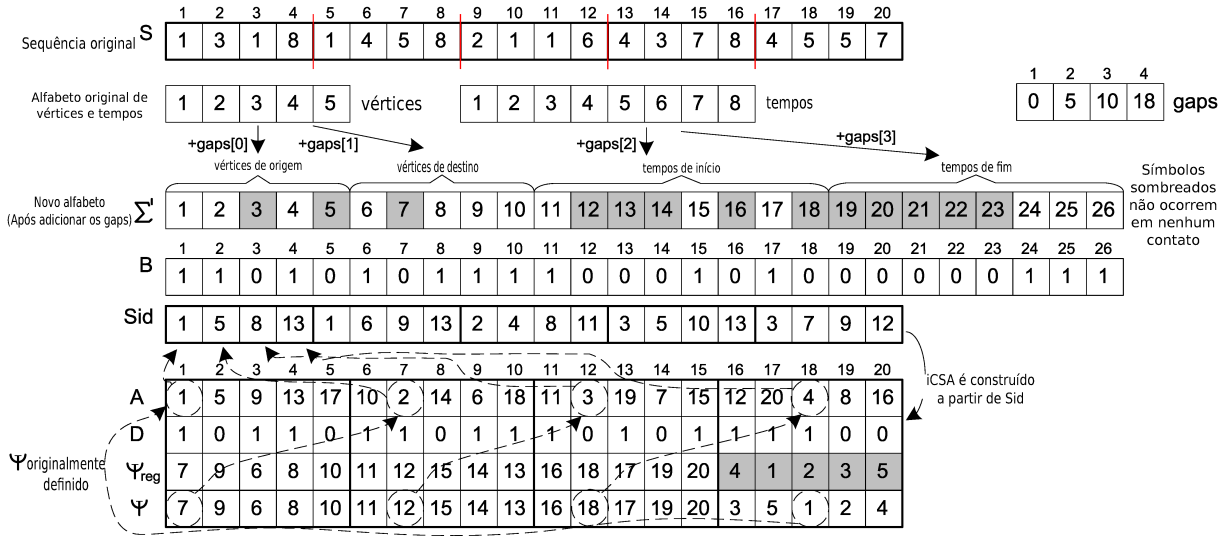 1 2 3 4 5 6 7 8 9 10 11 12 13 14 15 16 17 18 19 20
Sequência original S 1 3 1 8 1 4 5 8 2 1 1 6 4 3 7 8 4 5 5 7
1 2 3 4
0 5 10 18 gaps
Alfabeto original de
vértices e tempos
1 2 3 4 5 vértices
1 2 3 4 5 6 7 8 tempos
+gaps[0] +gaps[1] +gaps[2] +gaps[3]
vértices de origem vértices de destino tempos de início tempos de fim
Novo alfabeto
(Após adicionar os gaps)
Σ' 1 2 3 4 5 6 7 8 9 10 11 12 13 14 15 16 17 18 19 20 21 22 23 24 25 26
Símbolos
sombreados
não ocorrem
em nenhum
contato
1 2 3 4 5 6 7 8 9 10 11 12 13 14 15 16 17 18 19 20 21 22 23 24 25 26
B 1 1 0 1 0 1 0 1 1 1 1 0 0 0 1 0 1 0 0 0 0 0 0 1 1 1
Sid 1 5 8 13 1 6 9 13 2 4 8 11 3 5 10 13 3 7 9 12
1 2 3 4 5 6 7 8 9 10 11 12 13 14 15 16 17 18 19 20
A 1 5 9 13 17 10 2 14 6 18 11 3 19 7 15 12 20 4 8 16
D 1 0 1 1 0 1 1 0 1 1 1 1 0 1 0 1 1 1 1 0 0
Ψreg 7 9 6 8 10 11 12 15 14 13 16 18 17 19 20 4 1 2 3 5
Ψ 7 9 6 8 10 11 12 15 14 13 16 18 17 19 20 3 5 1 2 4
iCSA é construído
a partir de Sid
Ψ originalmente
definido